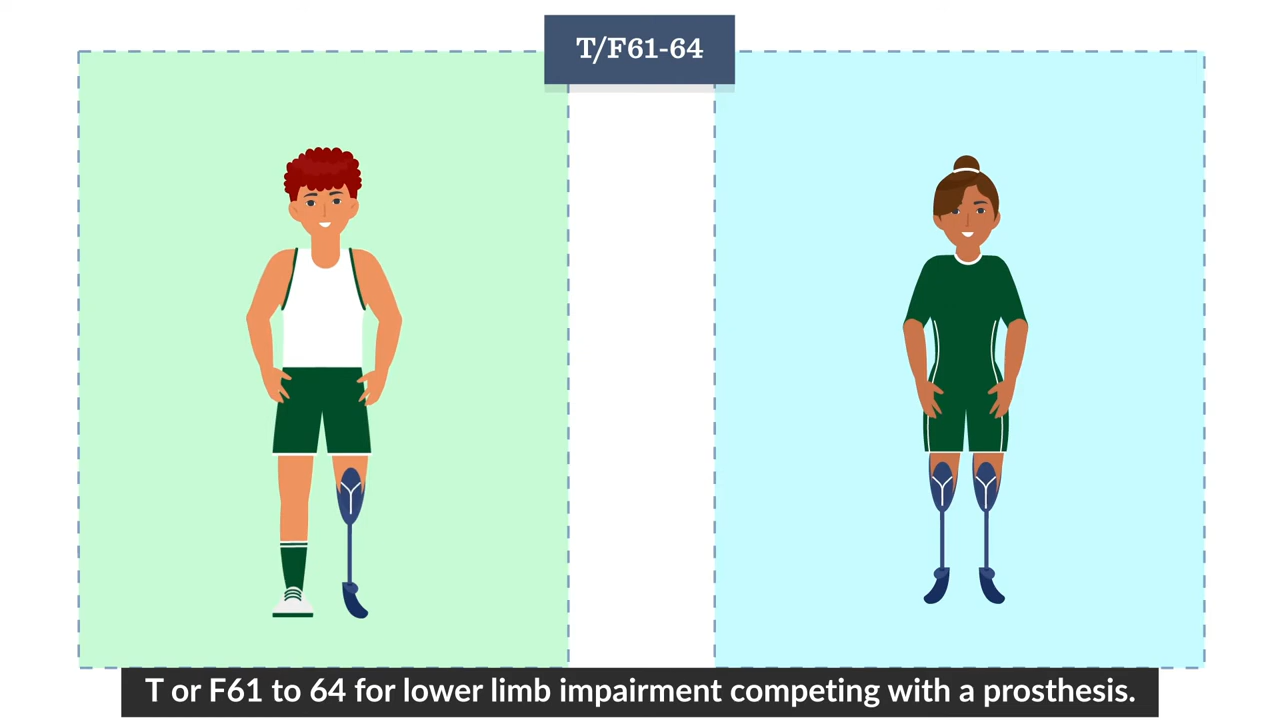 T/F61-64
T or F61 to 64 for lower limb impairment competing with a prosthesis.